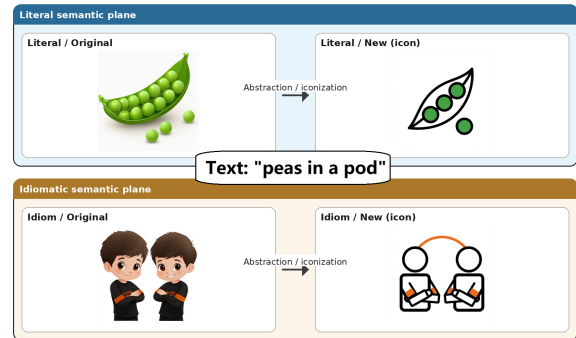 Literal semantic plane
Literal / Original
Literal / New (icon)
Abstraction / iconization
Text: "peas in a pod"
Idiomatic semantic plane
Idiom / Original
Idiom / New (icon)
Abstraction / iconization